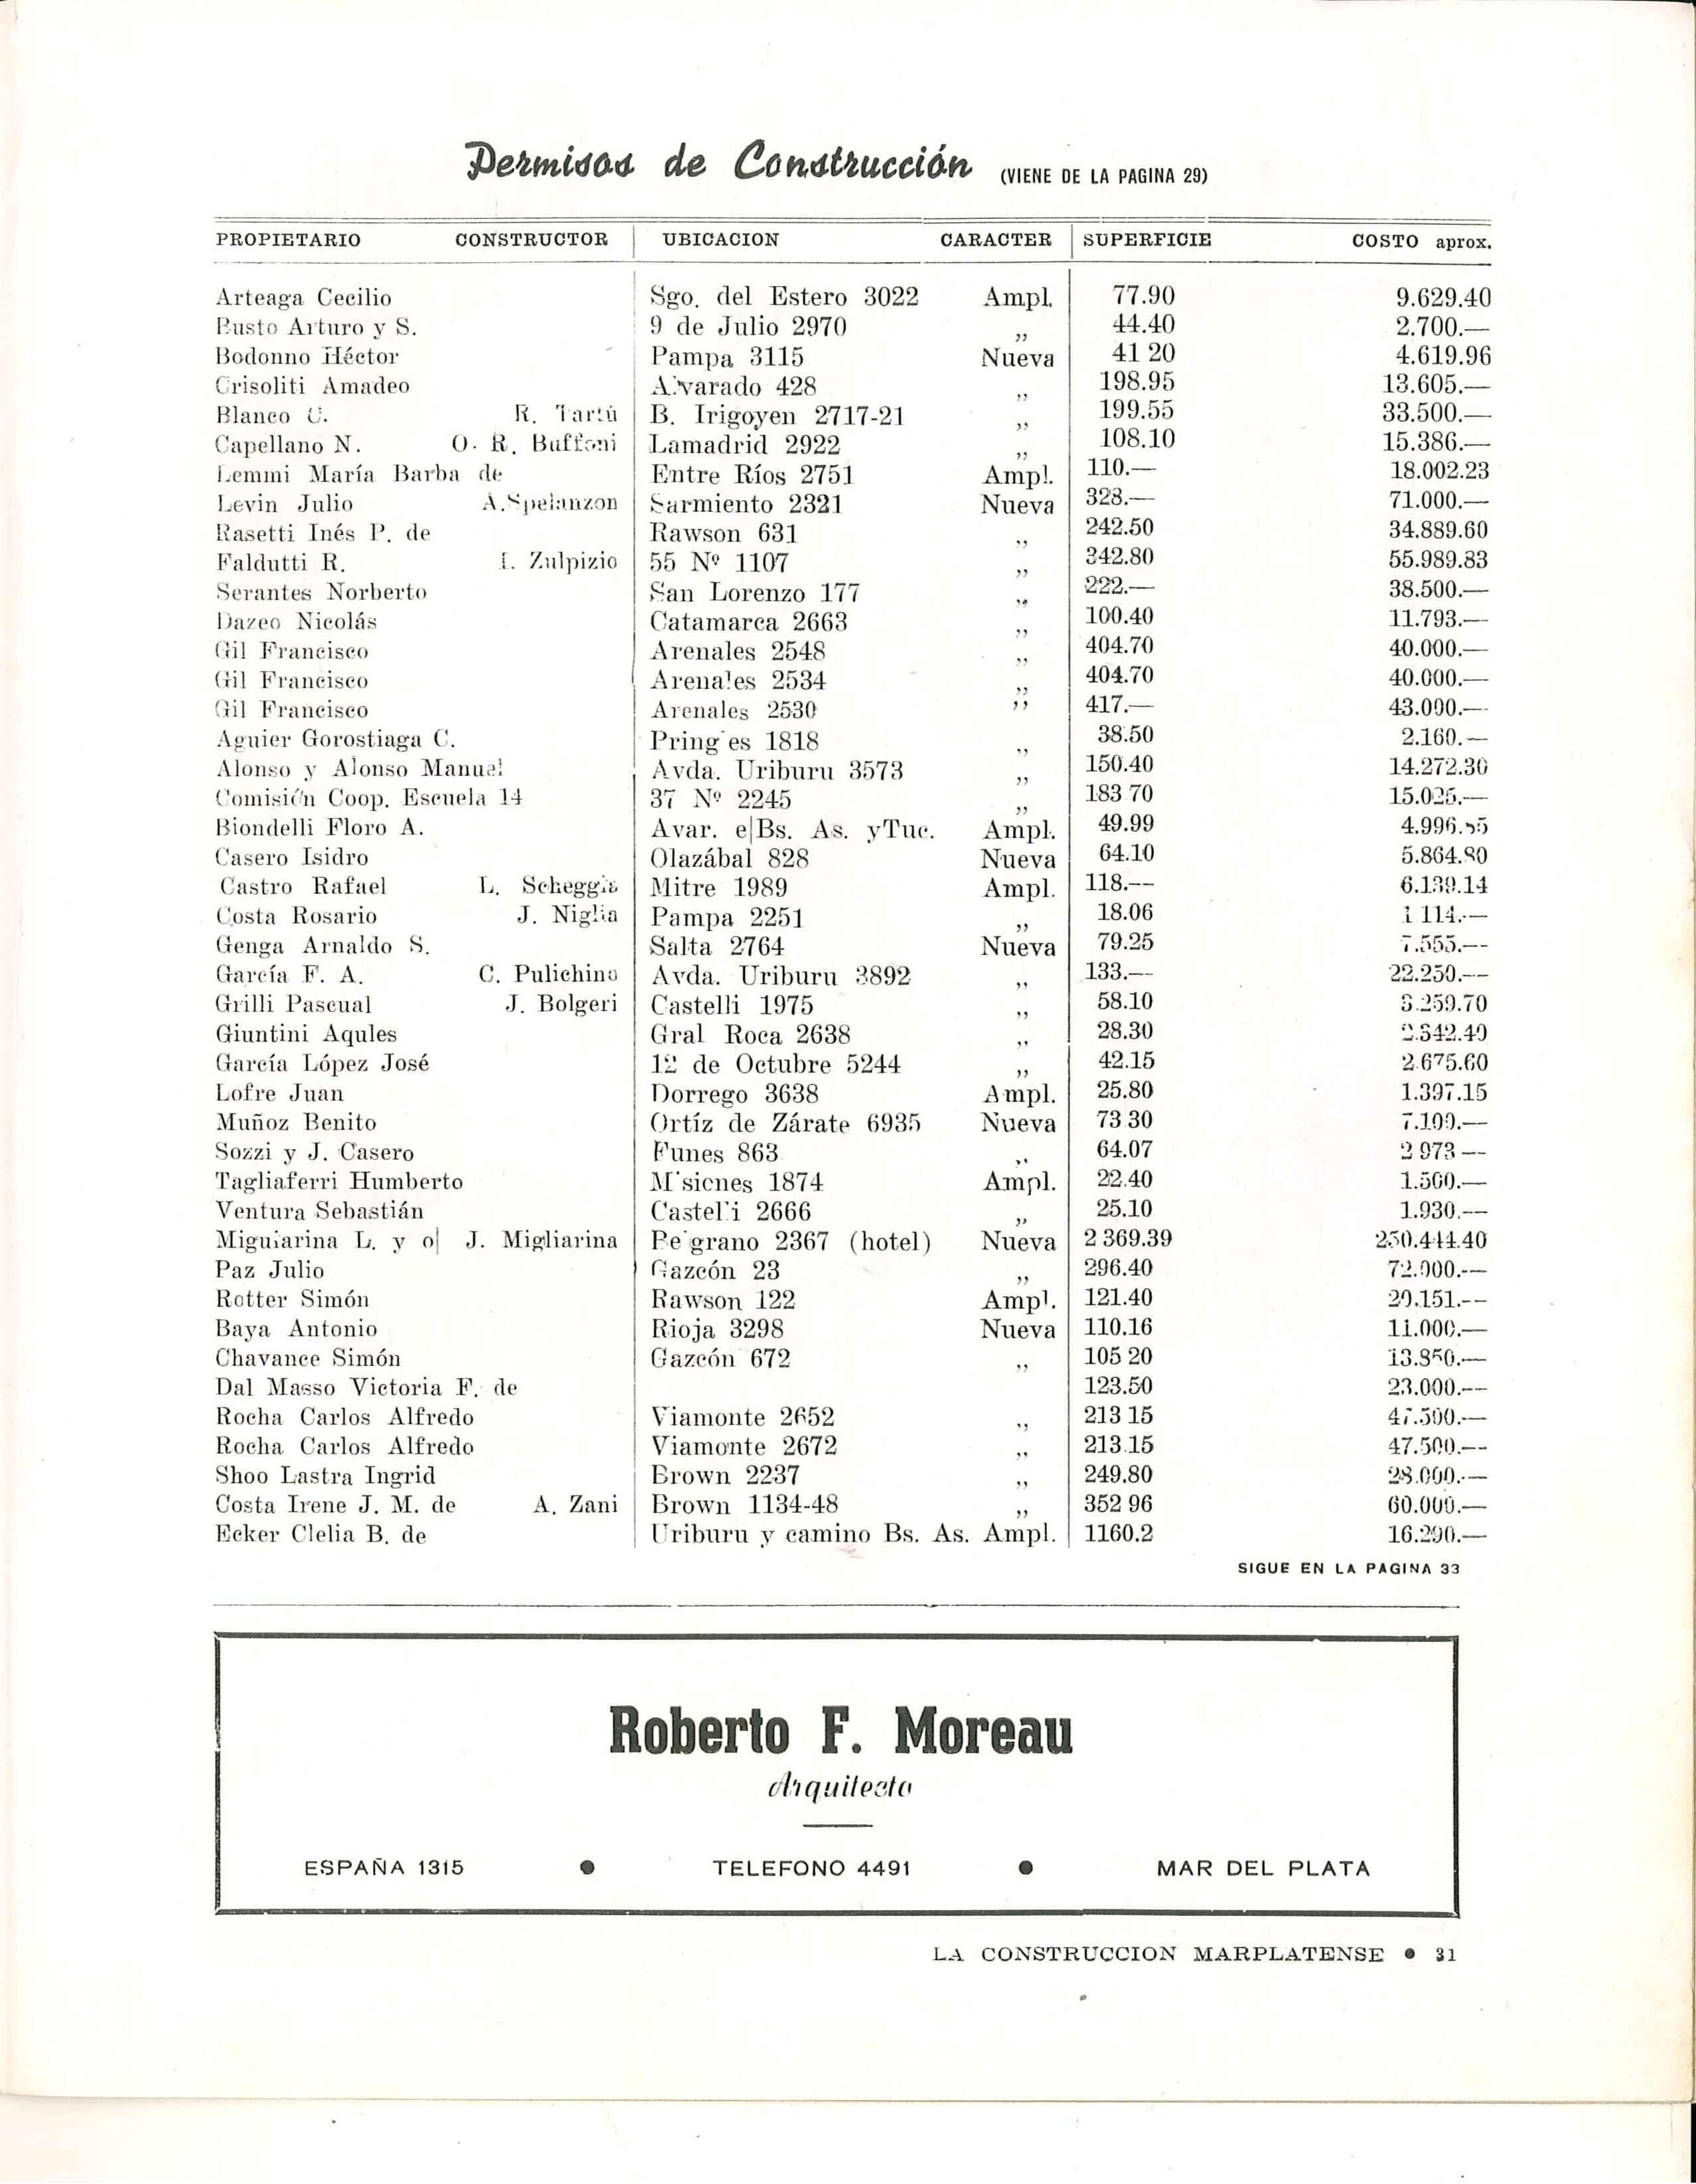 Permisos de Construcción (VIENE DE LA PAGINA 29)
PROPIETARIO CONSTRUCTOR UBICACION CARACTER SUPERFICIE COSTO aprox.
Arteaga Cecilio Sgo. del Estero 3022 Ampl. 77.90 9.629.40
Busto Arturo y S. 9 de Julio 2970 ,, 44.40 2.700.—
Bodonno Héctor Pampa 3115 Nueva 41 20 4.619.96
Crisoliti Amadeo Alvarado 428 ,, 198.95 13.605.—
Blanco C. R. Tartú B. Irigoyen 2717-21 ,, 199.55 33.500.—
Capellano N. O. R. Buffoni Lamadrid 2922 ,, 108.10 15.386.—
Lemmi María Barba de Entre Ríos 2751 Ampl. 110.— 18.002.23
Levin Julio A.Spelanzon Sarmiento 2321 Nueva 328.— 71.000.—
Rasetti Inés P. de Rawson 631 ,, 242.50 34.889.60
Faldutti R. I. Zulpizio 55 Nº 1107 ,, 342.80 55.989.83
Serantes Norberto San Lorenzo 177 ,, 222.— 38.500.—
Dazeo Nicolás Catamarca 2663 ,, 100.40 11.793.—
Gil Francisco Arenales 2548 ,, 404.70 40.000.—
Gil Francisco Arenales 2534 ,, 404.70 40.000.—
Gil Francisco Arenales 2530 ,, 417.— 43.000.—
Aguier Gorostiaga C. Pring es 1818 ,, 38.50 2.160.—
Alonso y Alonso Manuel Avda. Uriburu 3573 ,, 150.40 14.272.30
Comisión Coop. Escuela 14 37 Nº 2245 ,, 183 70 15.025.—
Biondelli Floro A. Avar. e|Bs. As. yTuc. Ampl. 49.99
Casero Isidro Olazábal 828 Nueva 64.10 5.864.80
Castro Rafael L. Scheggia Mitre 1989 Ampl. 118.-- 6.139.14
Costa Rosario J. Niglia Pampa 2251 ,, 18.06 1 114.—
Genga Arnaldo S. Salta 2764 Nueva 79.25 7.555.--
García F. A. C. Pulichino Avda. Uriburu 3892 ,, 133.-- 22.250.--
Grilli Pascual J. Bolgeri Castelli 1975 ,, 58.10 3.259.70
Giuntini Aqules Gral Roca 2638 ,, 28.30
García López José 12 de Octubre 5244 ,, 42.15 2.675.60
Lofre Juan Dorrego 3638 Ampl. 25.80 1.397.15
Muñoz Benito Ortíz de Zárate 6935 Nueva 73 30 7.100.—
Sozzi y J. Casero Funes 863 ,, 64.07 2 973 --
Tagliaferri Humberto M'siones 1874 Ampl. 22.40 1.500.—
Ventura Sebastián Castelli 2666 ,, 25.10 1.930.--
Miguiarina L. y o| J. Migliarina Pe grano 2367 (hotel) Nueva 2 369.39 250.444.40
Paz Julio Gazcón 23 ,, 296.40 72.000.--
Rotter Simón Rawson 122 Ampl. 121.40 20.151.--
Baya Antonio Rioja 3298 Nueva 110.16 11.000.—
Chavance Simón Gazcón 672 ,, 105 20 13.850.—
Dal Masso Victoria F. de 123.50 23.000.--
Rocha Carlos Alfredo Viamonte 2652 ,, 213 15 47.500.—
Rocha Carlos Alfredo Viamonte 2672 ,, 213.15 47.500.--
Shoo Lastra Ingrid Brown 2237 ,, 249.80 28.000.—
Costa Irene J. M. de A. Zani Brown 1134-48 ,, 352 96 60.000.—
Ecker Clelia B. de Uriburu y camino Bs. As. Ampl. 1160.2 16.290.—
SIGUE EN LA PAGINA 33
Roberto F. Moreau
Arquitecto
ESPAÑA 1315 ● TELEFONO 4491 ● MAR DEL PLATA
LA CONSTRUCCION MARPLATENSE ● 31